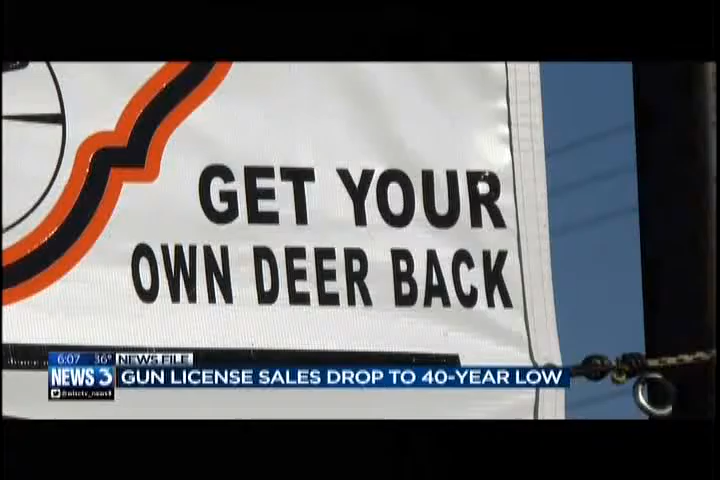 GET YOUR
OWN DEER BACK
6:07 36° NEWS FILE
NEWS 3 GUN LICENSE SALES DROP TO 40-YEAR LOW
@wisctv_news3